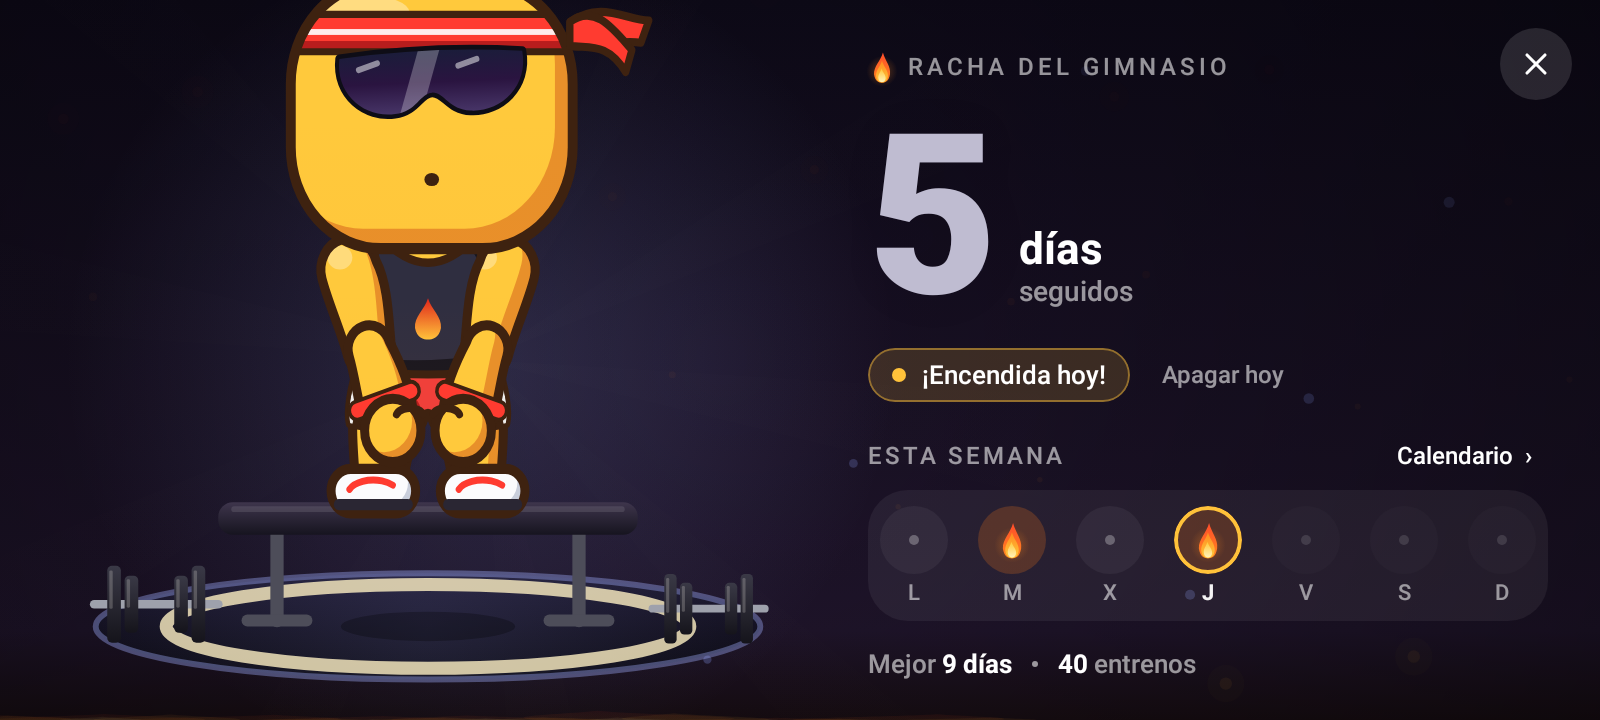 RACHA DEL GIMNASIO
5
días
seguidos
¡Encendida hoy!
Apagar hoy
ESTA SEMANA
Calendario ›
L M X J V S D
Mejor 9 días • 40 entrenos